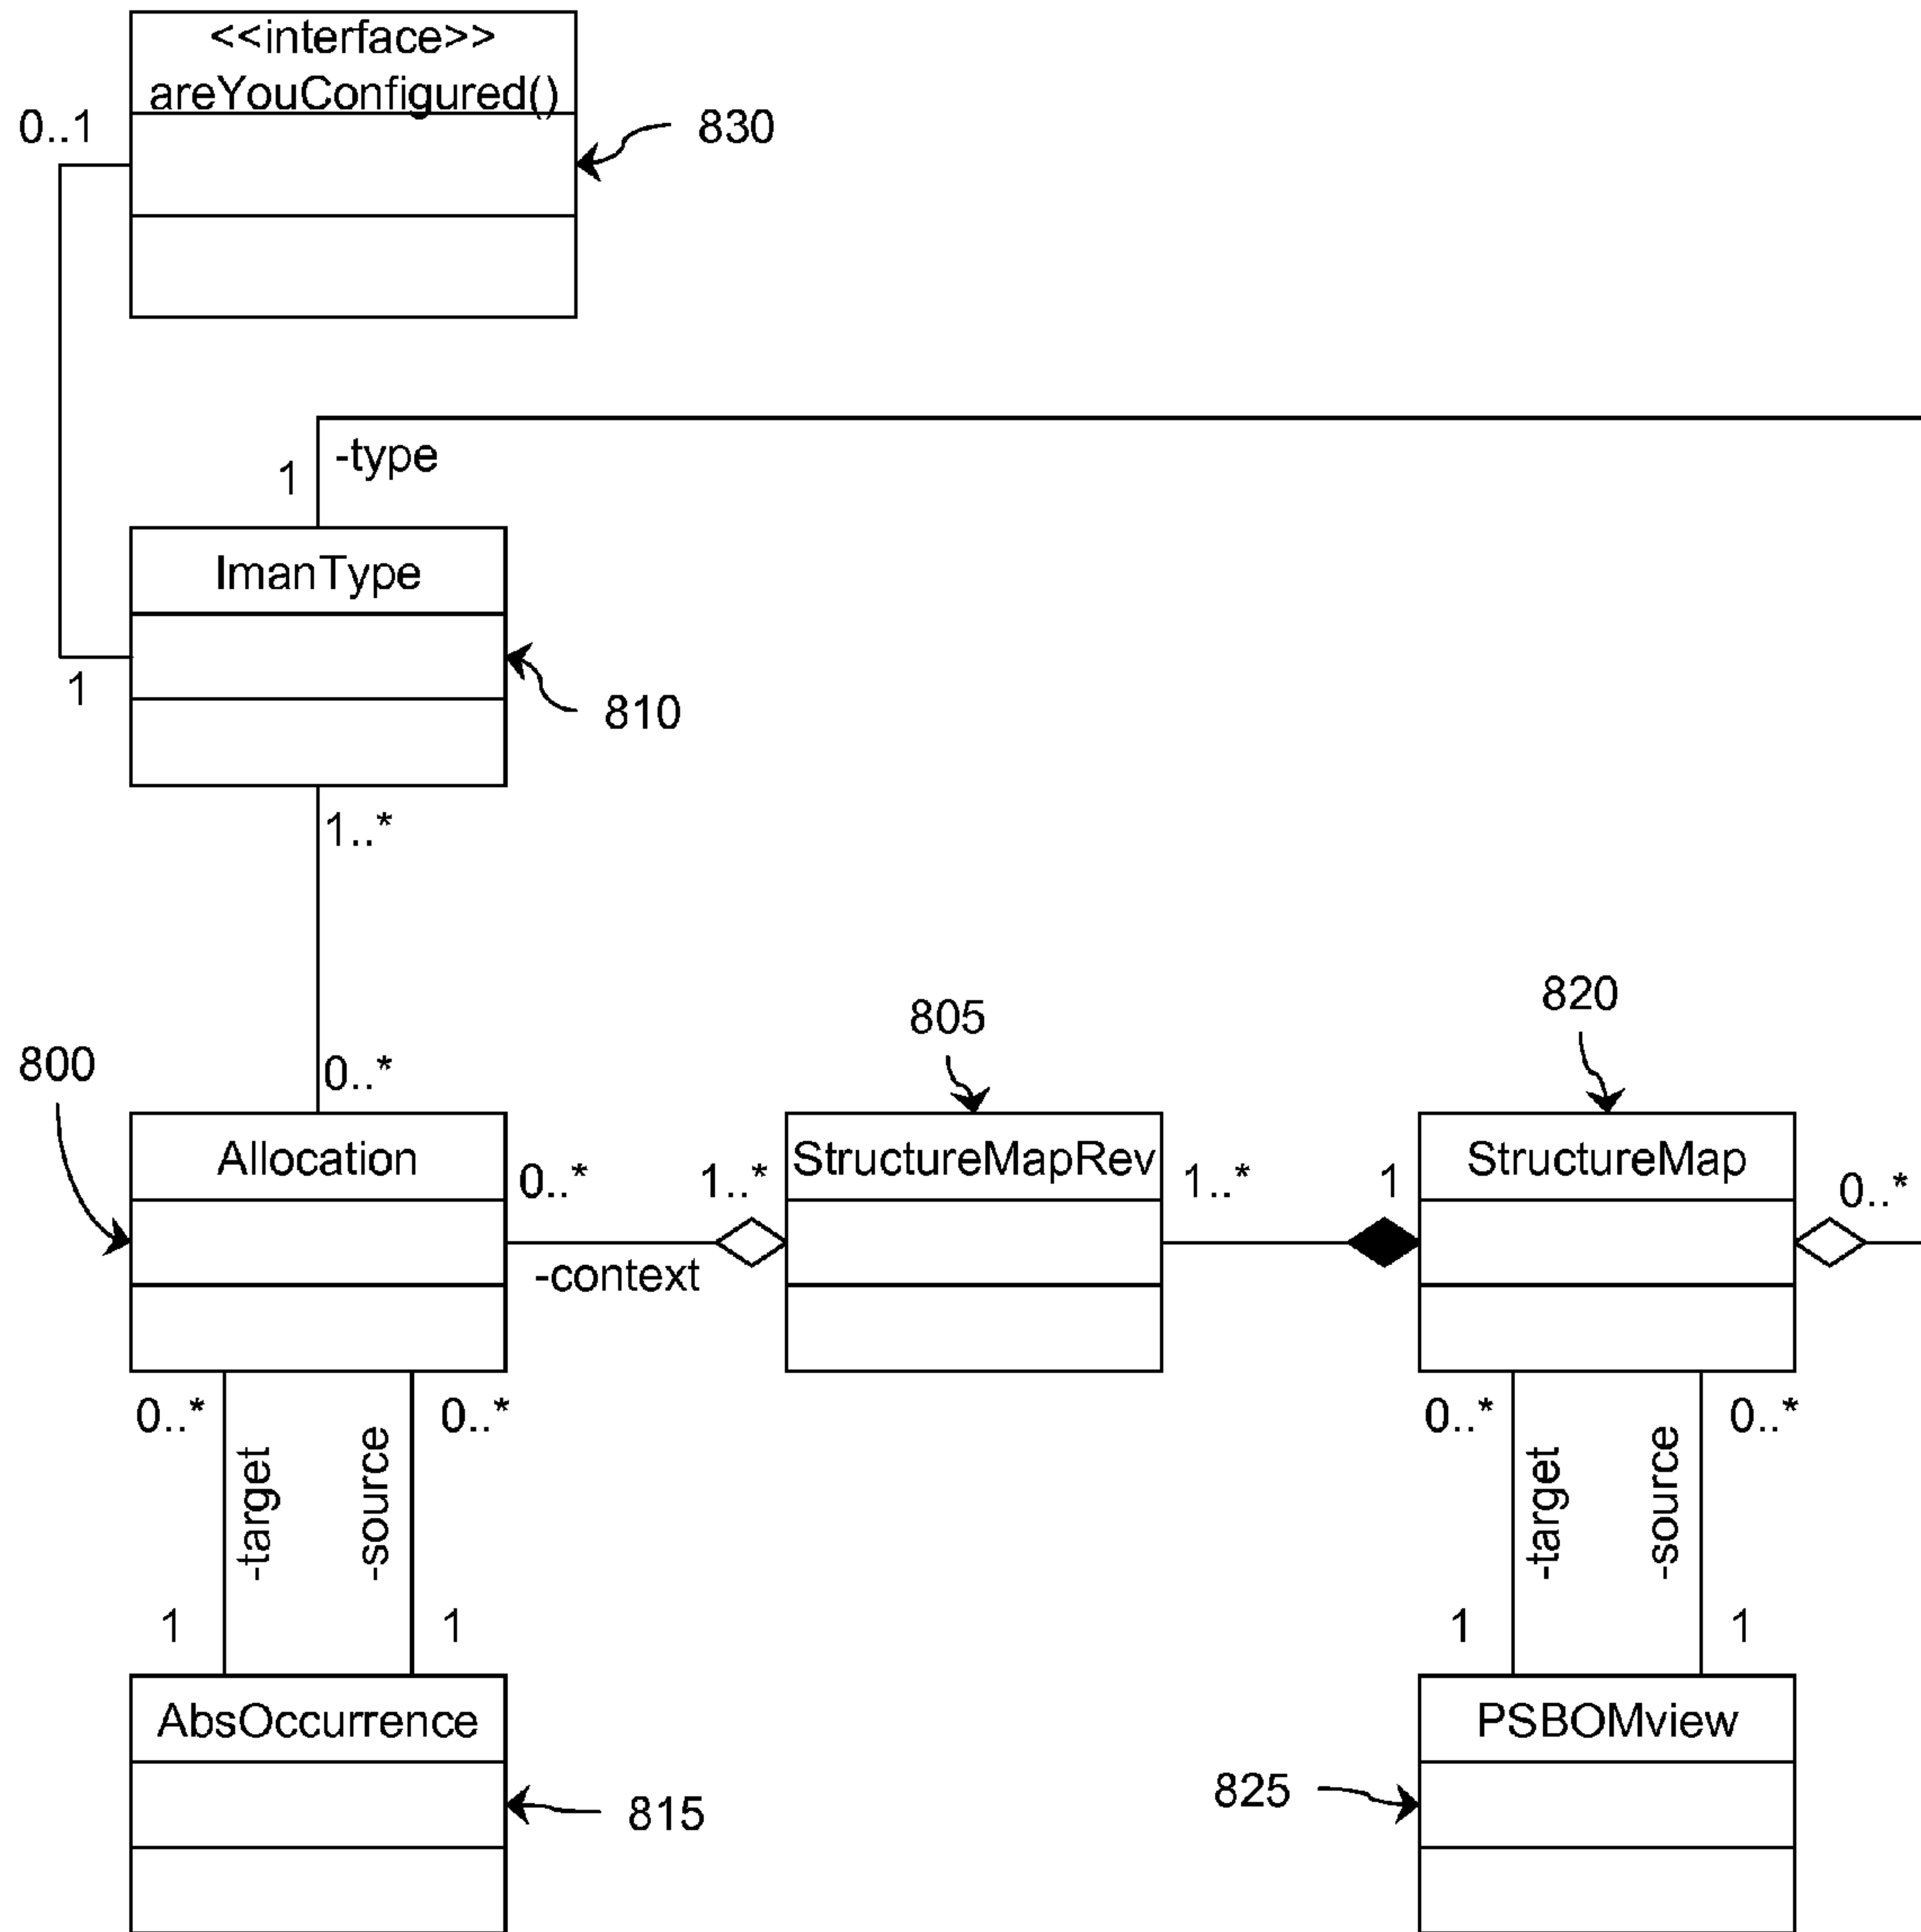 <<interface>>
areYouConfigured()
0..1
830
-type
1
ImanType
1
810
1..*
0..*
800
805
820
Allocation
0..*
1..*
-context
StructureMapRev
1..*
1
StructureMap
0..*
0..*
0..*
-target
-source
1
1
0..*
0..*
-target
-source
1
1
AbsOccurrence
815
PSBOMview
825